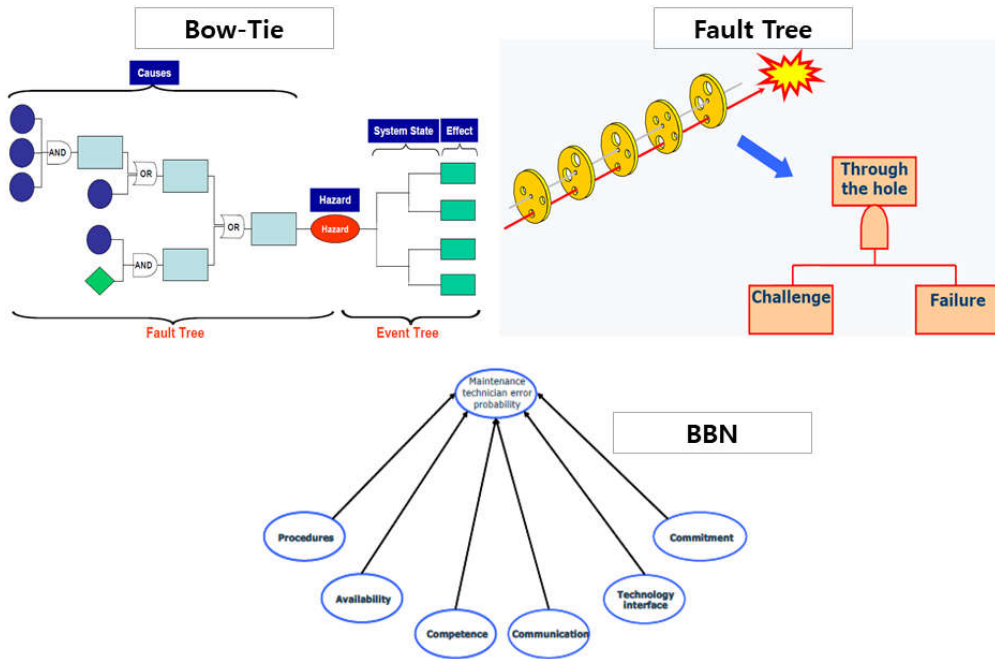 Bow-Tie
Causes
AND
OR
AND
OR
Hazard
Hazard
System State
Effect
Fault Tree
Event Tree
Fault Tree
Through
the hole
Challenge
Failure
BBN
Maintenance
technician error
probability
Procedures
Availability
Competence
Communication
Technology
interface
Commitment